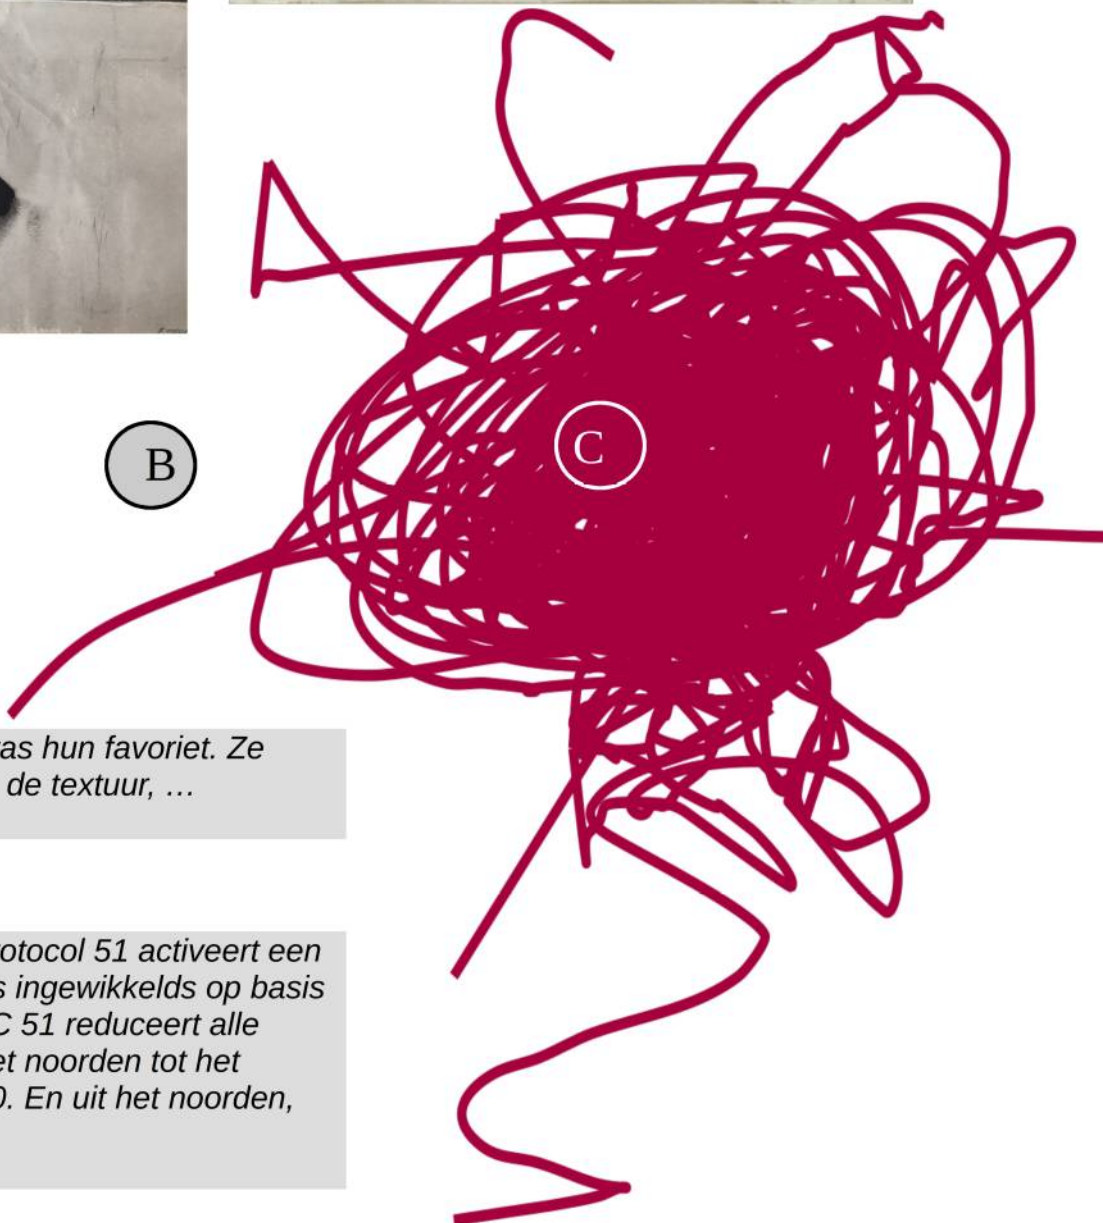 C
B
as hun favoriet. Ze
de textuur, …
otocol 51 activeert een
s ingewikkelds op basis
C 51 reduceert alle
et noorden tot het
0. En uit het noorden,